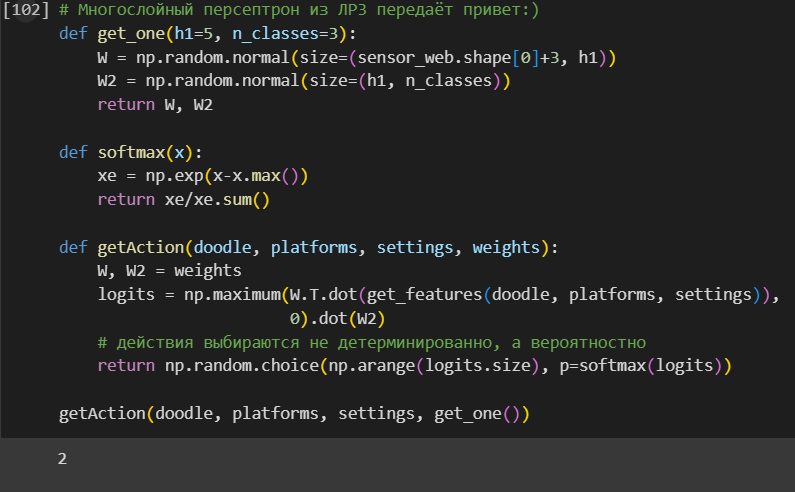 [102] # Многослойный персептрон из ЛР3 передаёт привет:)
def get_one(h1=5, n_classes=3):
    W = np.random.normal(size=(sensor_web.shape[0]+3, h1))
    W2 = np.random.normal(size=(h1, n_classes))
    return W, W2

def softmax(x):
    xe = np.exp(x-x.max())
    return xe/xe.sum()

def getAction(doodle, platforms, settings, weights):
    W, W2 = weights
    logits = np.maximum(W.T.dot(get_features(doodle, platforms, settings)),
                        0).dot(W2)
    # действия выбираются не детерминированно, а вероятностно
    return np.random.choice(np.arange(logits.size), p=softmax(logits))

getAction(doodle, platforms, settings, get_one())
2